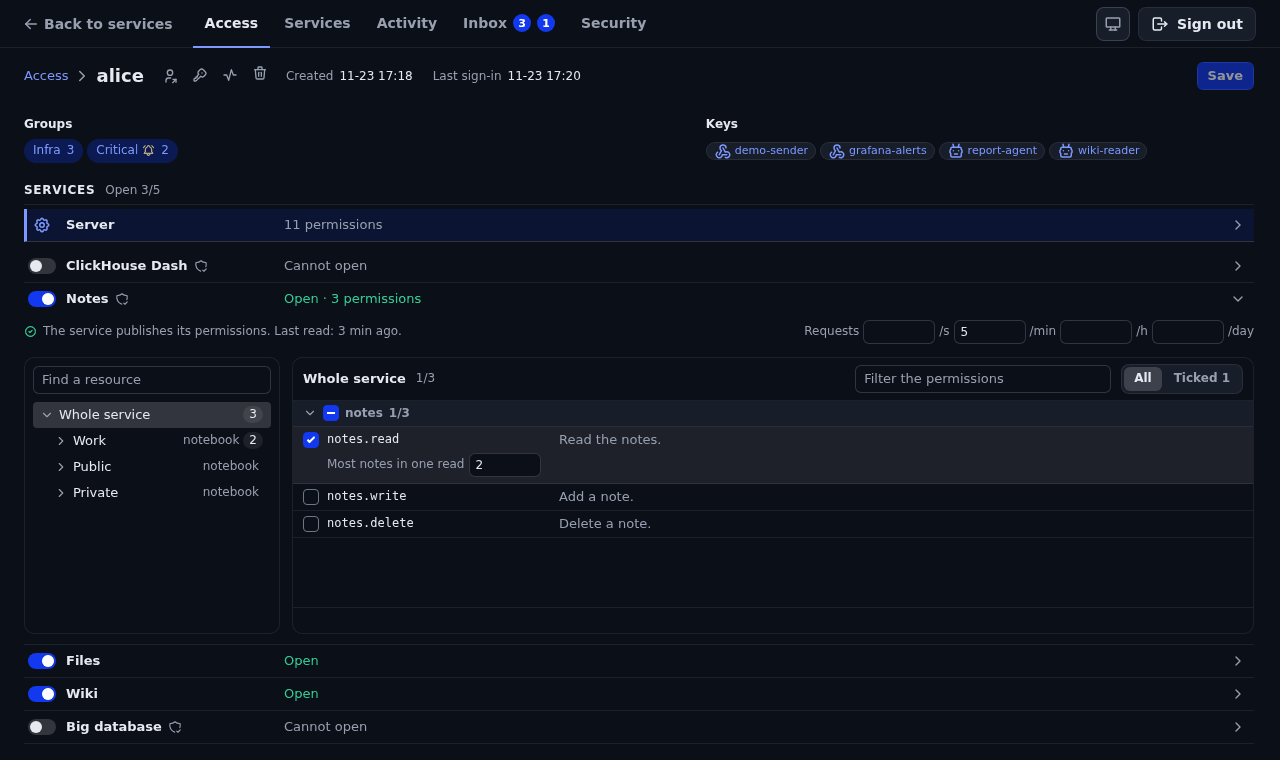 Back to services Access Services Activity Inbox 3 1 Security Sign out
Access alice Created 11-23 17:18 Last sign-in 11-23 17:20 Save
Groups Keys
Infra 3 Critical 2 demo-sender grafana-alerts report-agent wiki-reader
SERVICES Open 3/5
Server 11 permissions
ClickHouse Dash Cannot open
Notes Open · 3 permissions
The service publishes its permissions. Last read: 3 min ago. Requests /s 5 /min /h /day
Find a resource Whole service 1/3 Filter the permissions All Ticked 1
Whole service 3 notes 1/3
Work notebook 2 notes.read Read the notes.
Public notebook Most notes in one read 2
Private notebook notes.write Add a note.
notes.delete Delete a note.
Files Open
Wiki Open
Big database Cannot open